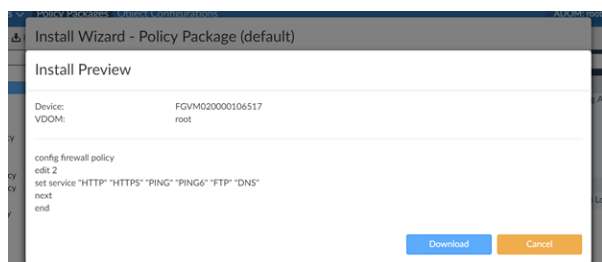 Policy Packages Object Configurations ADOM: root
Install Wizard - Policy Package (default)
Install Preview
Device: FGVM020000106517
VDOM: root
config firewall policy
edit 2
set service "HTTP" "HTTPS" "PING" "PING6" "FTP" "DNS"
next
end
Download Cancel